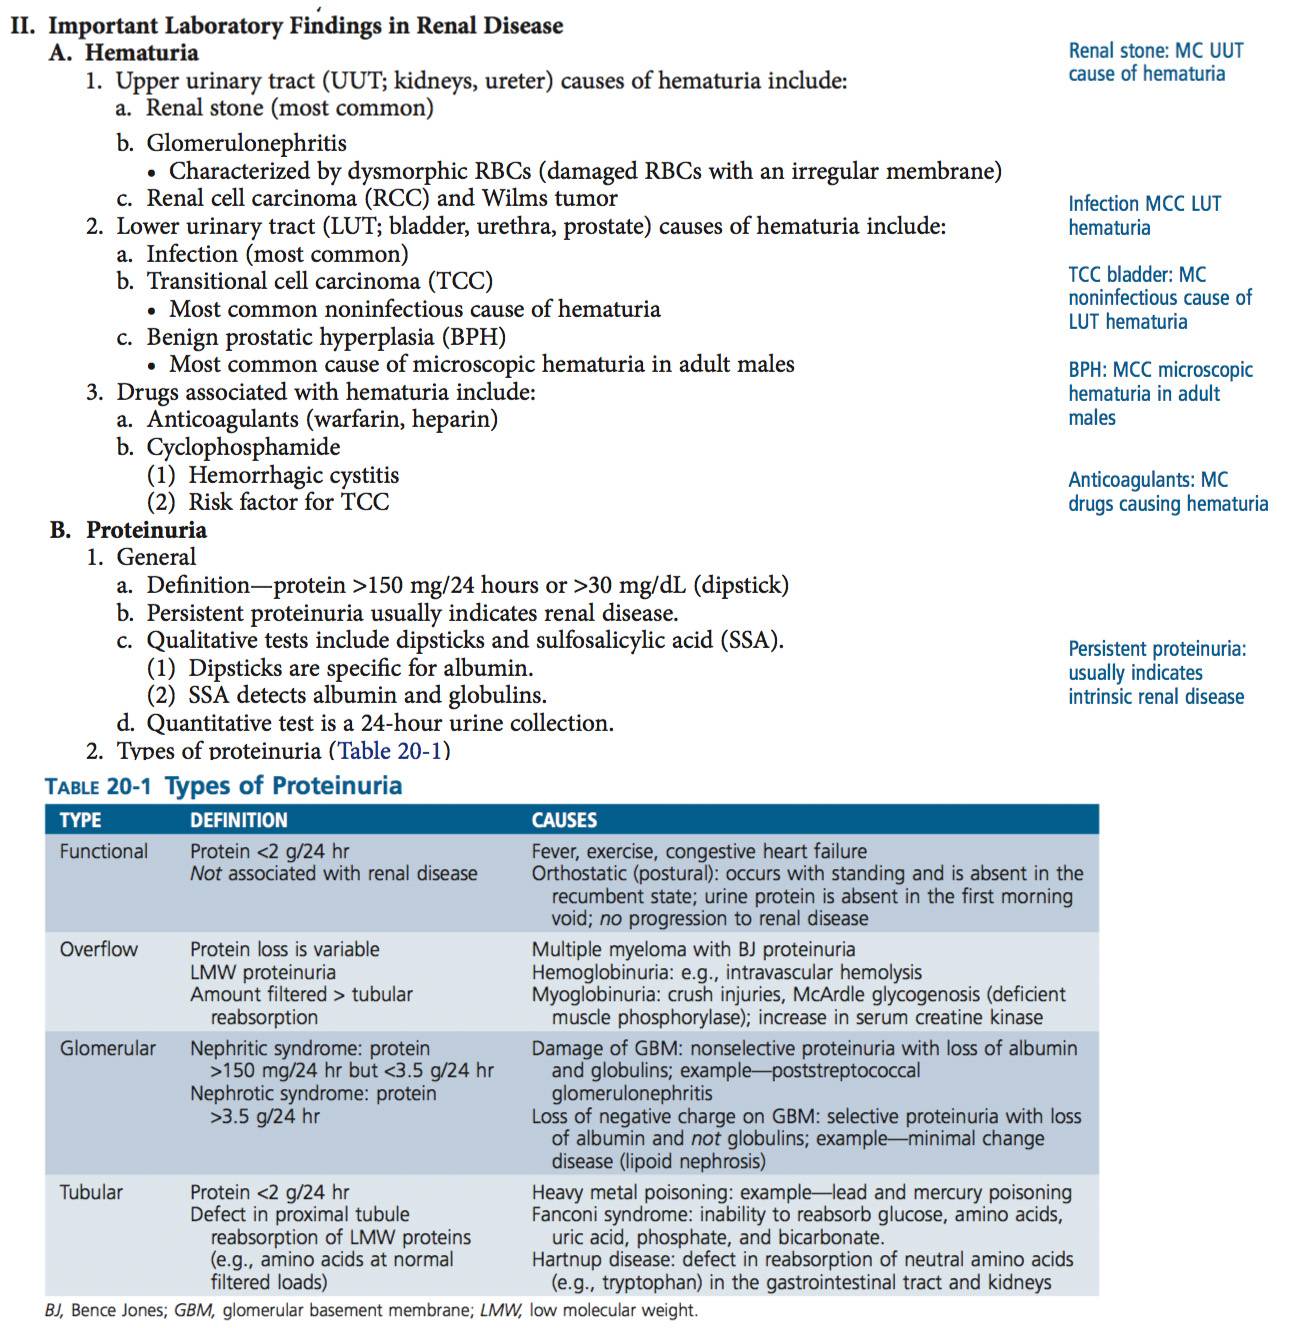 II. Important Laboratory Findings in Renal Disease
A. Hematuria
1. Upper urinary tract (UUT; kidneys, ureter) causes of hematuria include:
a. Renal stone (most common)
b. Glomerulonephritis
• Characterized by dysmorphic RBCs (damaged RBCs with an irregular membrane)
c. Renal cell carcinoma (RCC) and Wilms tumor
2. Lower urinary tract (LUT; bladder, urethra, prostate) causes of hematuria include:
a. Infection (most common)
b. Transitional cell carcinoma (TCC)
• Most common noninfectious cause of hematuria
c. Benign prostatic hyperplasia (BPH)
• Most common cause of microscopic hematuria in adult males
3. Drugs associated with hematuria include:
a. Anticoagulants (warfarin, heparin)
b. Cyclophosphamide
(1) Hemorrhagic cystitis
(2) Risk factor for TCC
B. Proteinuria
1. General
a. Definition—protein >150 mg/24 hours or >30 mg/dL (dipstick)
b. Persistent proteinuria usually indicates renal disease.
c. Qualitative tests include dipsticks and sulfosalicylic acid (SSA).
(1) Dipsticks are specific for albumin.
(2) SSA detects albumin and globulins.
d. Quantitative test is a 24-hour urine collection.
2. Types of proteinuria (Table 20-1)
Renal stone: MC UUT
cause of hematuria
Infection MCC LUT
hematuria
TCC bladder: MC
noninfectious cause of
LUT hematuria
BPH: MCC microscopic
hematuria in adult
males
Anticoagulants: MC
drugs causing hematuria
Persistent proteinuria:
usually indicates
intrinsic renal disease
TABLE 20-1 Types of Proteinuria
TYPE DEFINITION CAUSES
Functional
Protein <2 g/24 hr
Not associated with renal disease
Fever, exercise, congestive heart failure
Orthostatic (postural): occurs with standing and is absent in the
recumbent state; urine protein is absent in the first morning
void; no progression to renal disease
Overflow
Protein loss is variable
LMW proteinuria
Amount filtered > tubular
reabsorption
Multiple myeloma with BJ proteinuria
Hemoglobinuria: e.g., intravascular hemolysis
Myoglobinuria: crush injuries, McArdle glycogenosis (deficient
muscle phosphorylase); increase in serum creatine kinase
Glomerular
Nephritic syndrome: protein
>150 mg/24 hr but <3.5 g/24 hr
Nephrotic syndrome: protein
>3.5 g/24 hr
Damage of GBM: nonselective proteinuria with loss of albumin
and globulins; example—poststreptococcal
glomerulonephritis
Loss of negative charge on GBM: selective proteinuria with loss
of albumin and not globulins; example—minimal change
disease (lipoid nephrosis)
Tubular
Protein <2 g/24 hr
Defect in proximal tubule
reabsorption of LMW proteins
(e.g., amino acids at normal
filtered loads)
Heavy metal poisoning: example—lead and mercury poisoning
Fanconi syndrome: inability to reabsorb glucose, amino acids,
uric acid, phosphate, and bicarbonate.
Hartnup disease: defect in reabsorption of neutral amino acids
(e.g., tryptophan) in the gastrointestinal tract and kidneys
BJ, Bence Jones; GBM, glomerular basement membrane; LMW, low molecular weight.